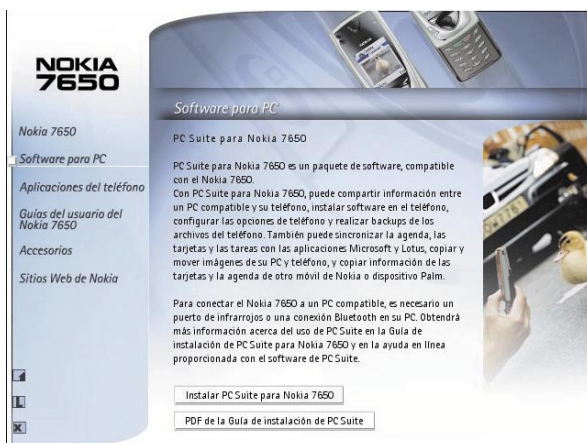 NOKIA
7650
Nokia 7650
Software para PC
Aplicaciones del teléfono
Guías del usuario del
Nokia 7650
Accesorios
Sitios Web de Nokia
Software para PC
PC Suite para Nokia 7650
PC Suite para Nokia 7650 es un paquete de software, compatible
con el Nokia 7650.
Con PC Suite para Nokia 7650, puede compartir información entre
un PC compatible y su teléfono, instalar software en el teléfono,
configurar las opciones de teléfono y realizar backups de los
archivos del teléfono. También puede sincronizar la agenda, las
tarjetas y las tareas con las aplicaciones Microsoft y Lotus, copiar y
mover imágenes de su PC y teléfono, y copiar información de las
tarjetas y la agenda de otro móvil de Nokia o dispositivo Palm.
Para conectar el Nokia 7650 a un PC compatible, es necesario un
puerto de infrarrojos o una conexión Bluetooth en su PC. Obtendrá
más información acerca del uso de PC Suite en la Guía de
instalación de PC Suite para Nokia 7650 y en la ayuda en línea
proporcionada con el software de PC Suite.
Instalar PC Suite para Nokia 7650
PDF de la Guía de instalación de PC Suite